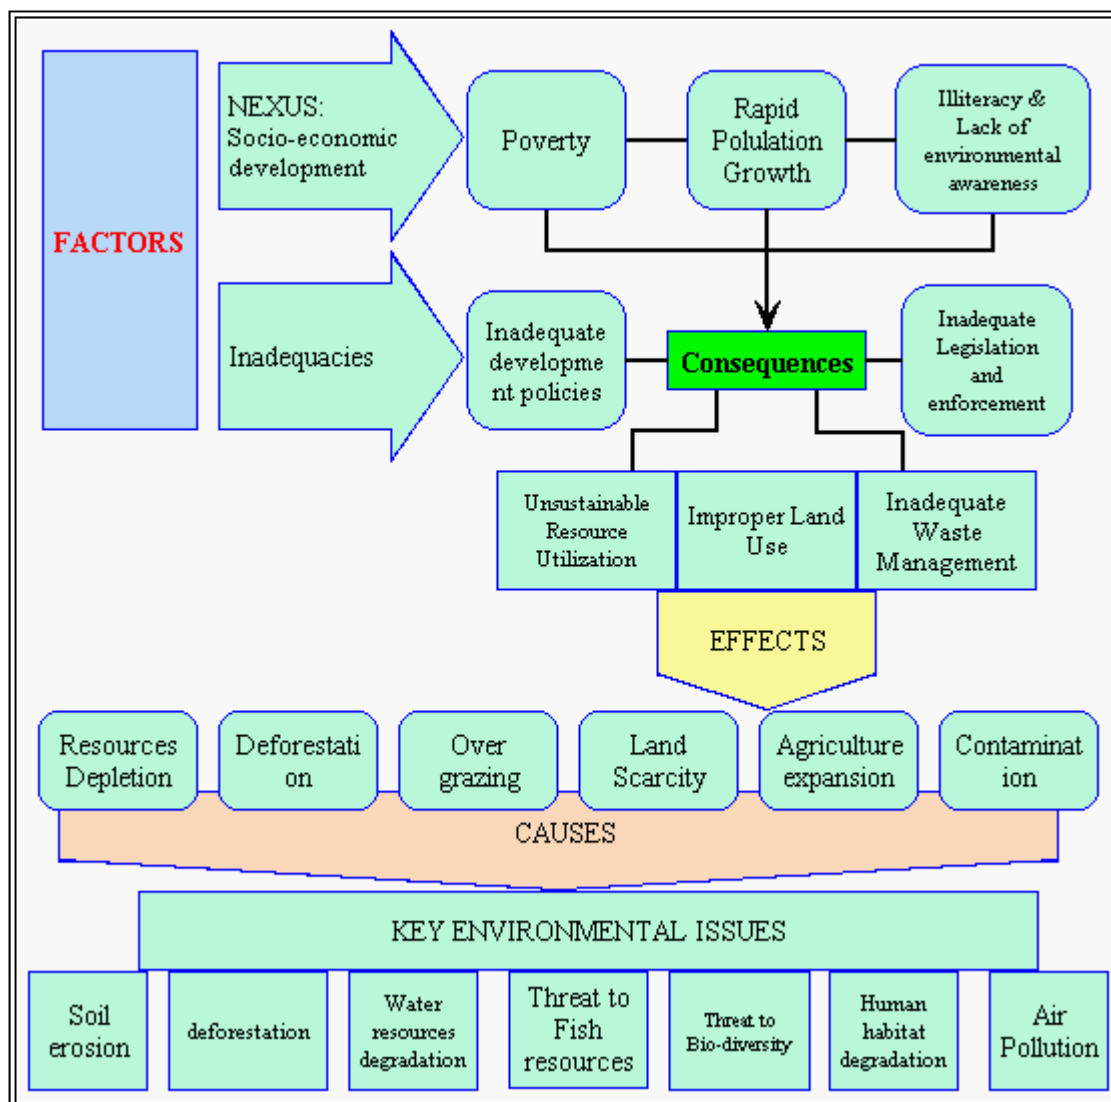 FACTORS
NEXUS:
Socio-economic
development
Poverty
Rapid
Polulation
Growth
Illiteracy &
Lack of
environmental
awareness
Inadequacies
Inadequate
developme
nt policies
Consequences
Inadequate
Legislation
and
enforcement
Unsustainable
Resource
Utilization
Improper Land
Use
Inadequate
Waste
Management
EFFECTS
Resources
Depletion
Deforestati
on
Over
grazing
Land
Scarcity
Agriculture
expansion
Contaminat
ion
CAUSES
KEY ENVIRONMENTAL ISSUES
Soil
erosion
deforestation
Water
resources
degradation
Threat to
Fish
resources
Threat to
Bio-diversity
Human
habitat
degradation
Air
Pollution